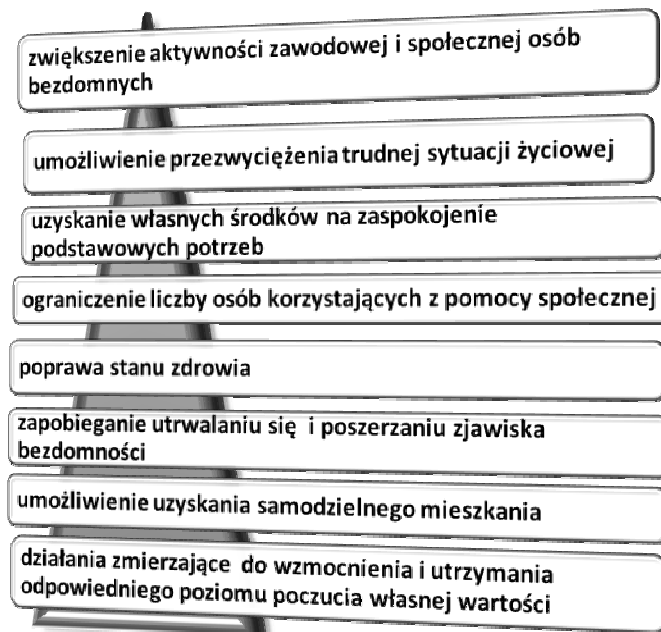 zwiększenie aktywności zawodowej i społecznej osób
bezdomnych
umożliwienie przezwyciężenia trudnej sytuacji życiowej
uzyskanie własnych środków na zaspokojenie
podstawowych potrzeb
ograniczenie liczby osób korzystających z pomocy społecznej
poprawa stanu zdrowia
zapobieganie utrwalaniu się i poszerzaniu zjawiska
bezdomności
umożliwienie uzyskania samodzielnego mieszkania
działania zmierzające do wzmocnienia i utrzymania
odpowiedniego poziomu poczucia własnej wartości